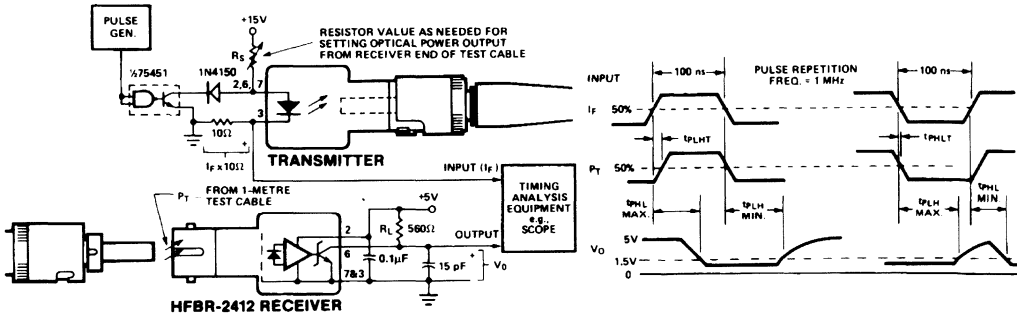 PULSE
GEN.
+15V
RS
RESISTOR VALUE AS NEEDED FOR
SETTING OPTICAL POWER OUTPUT
FROM RECEIVER END OF TEST CABLE
½75451
1N4150
2,6,
7
3
10Ω
+
IF x 10Ω
TRANSMITTER
INPUT (IF)
TIMING
ANALYSIS
EQUIPMENT
e.g.,
SCOPE
PT
FROM 1-METRE
TEST CABLE
+5V
2
RL
560Ω
OUTPUT
6
0.1μF
7&3
15 pF
+
V0
HFBR-2412 RECEIVER
INPUT
100 ns
PULSE REPETITION
FREQ. = 1 MHz
100 ns
IF
50%
tPLHT
tPHLT
PT
50%
tPHL
MAX.
tPLH
MIN.
tPLH
MAX.
tPHL
MIN.
VO
5V
1.5V
0